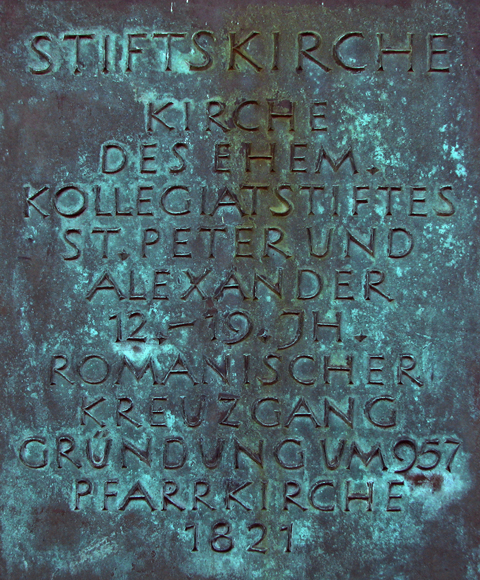 STIFTSKIRCHE
KIRCHE
DES EHEM.
KOLLEGIATSTIFTES
ST. PETER UND
ALEXANDER
12.–19. JH.
ROMANISCHER
KREUZGANG
GRÜNDUNG UM 957
PFARRKIRCHE
1821